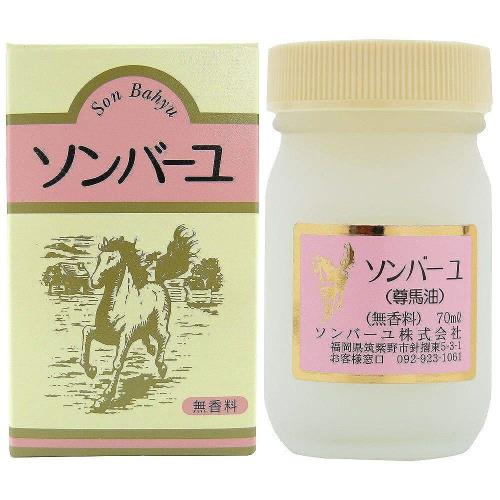 Son Bahyu
ソンバーユ
無香料
ソンバーユ
(尊馬油)
(無香料) 70mℓ
ソンバーユ株式会社
福岡県筑紫野市針摺東5-3-1
お客様窓口 092-923-1061